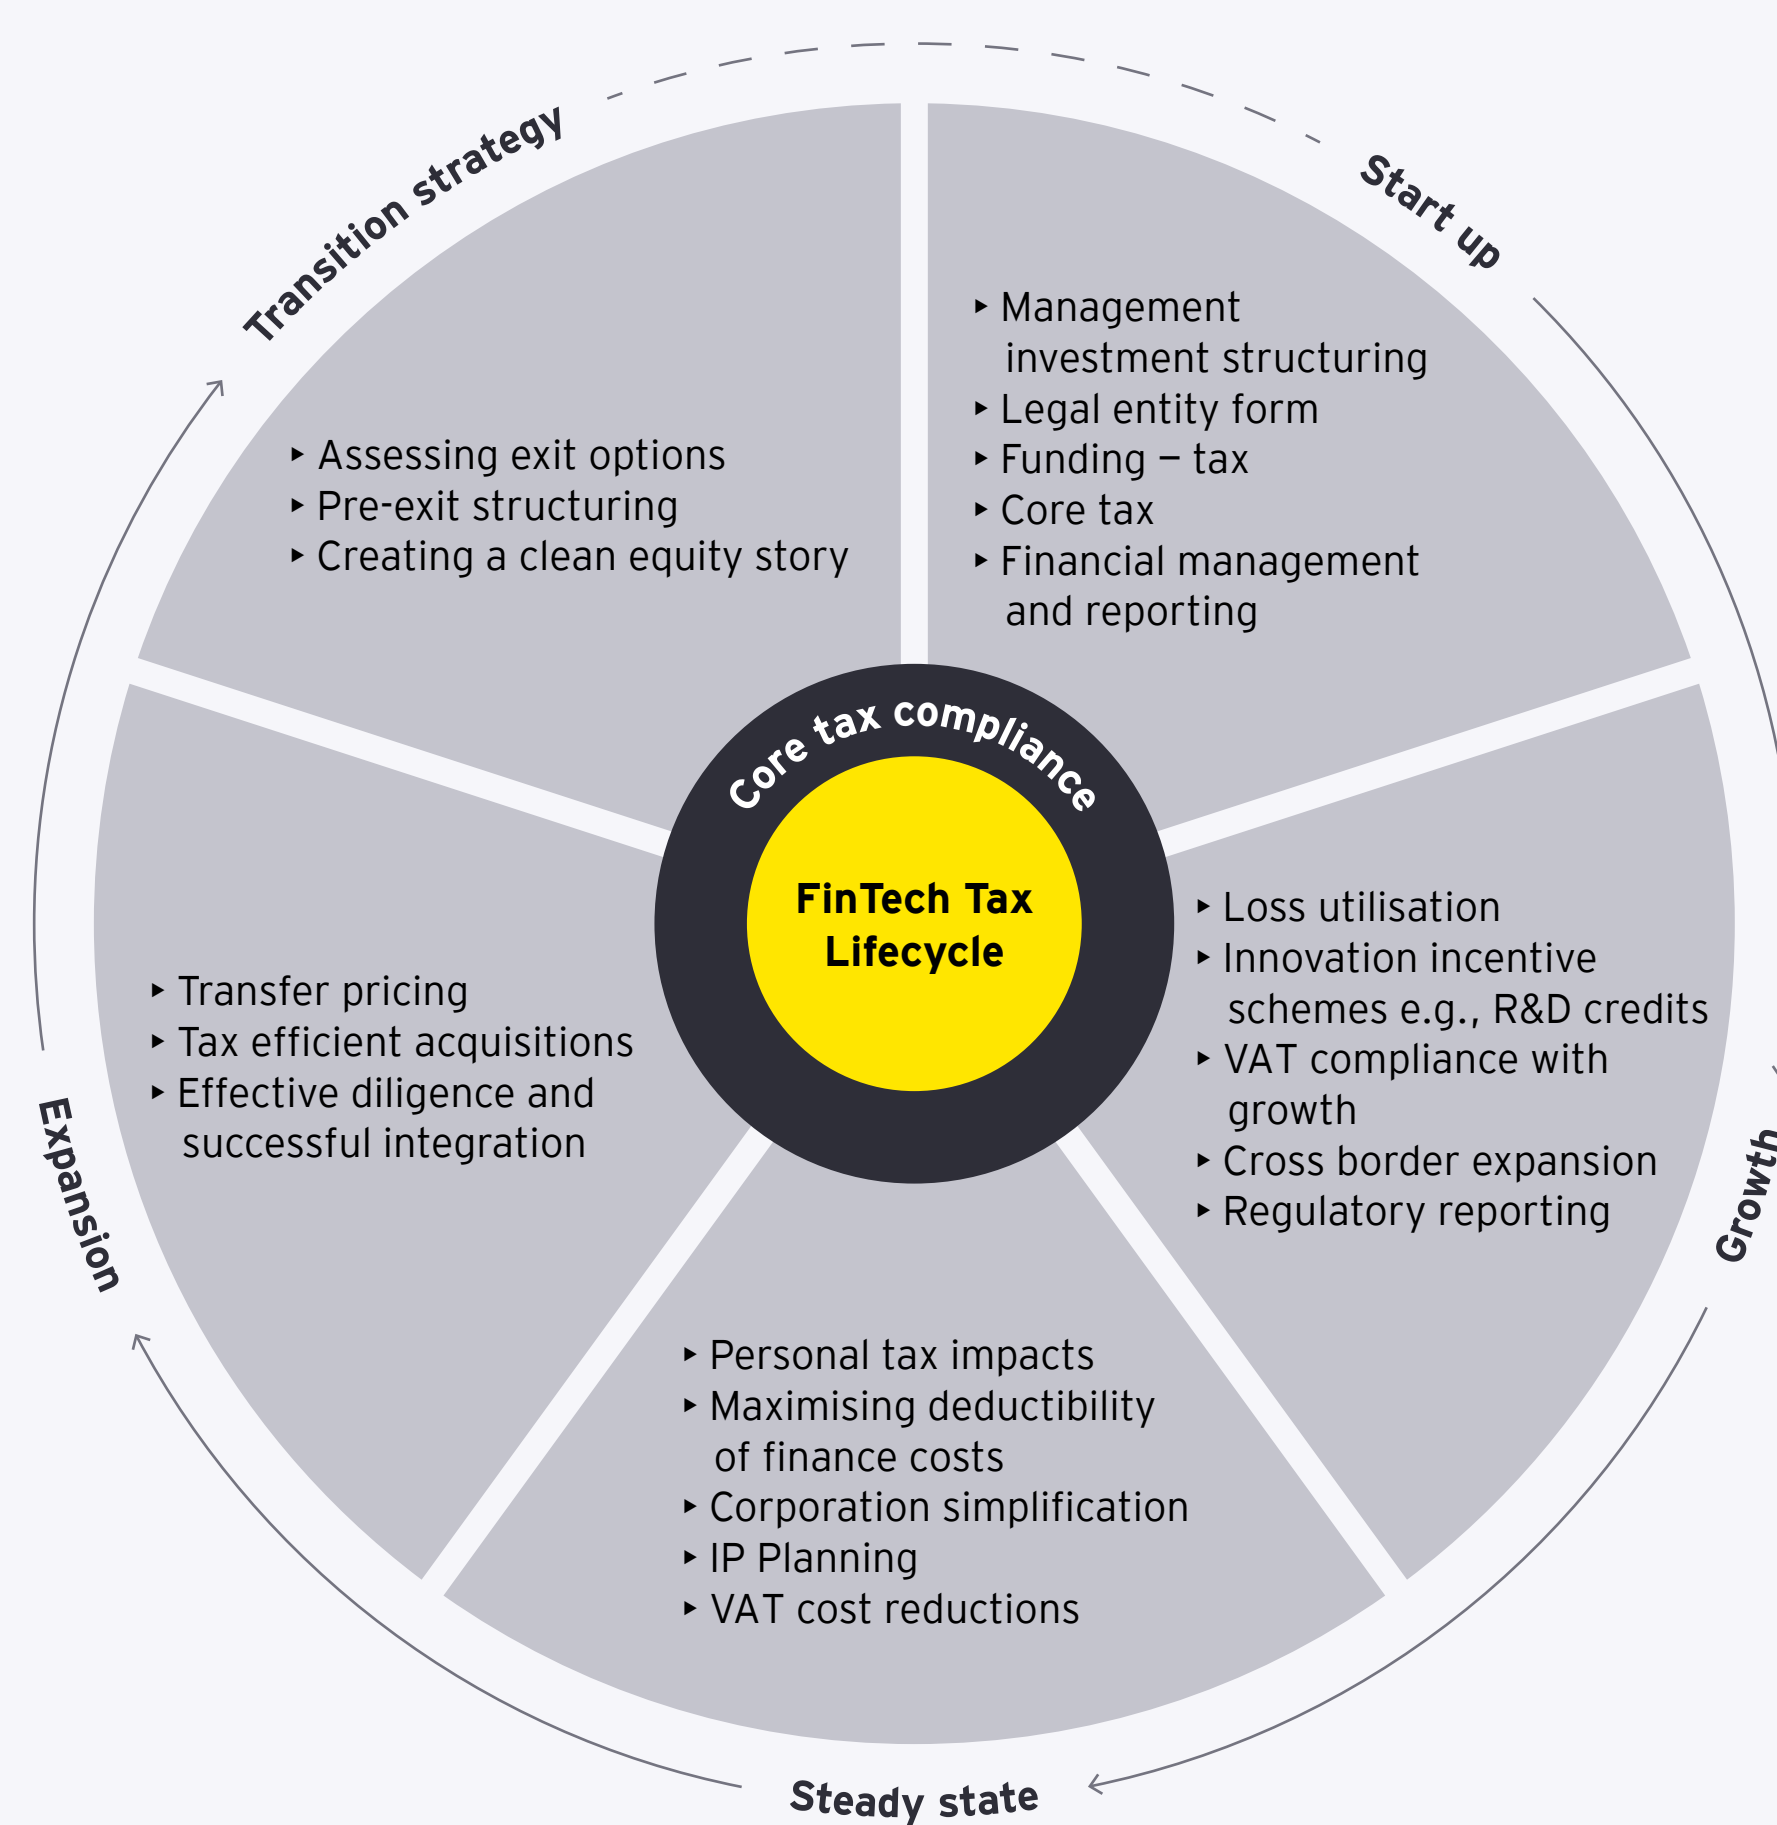 Transition strategy
Start up
▸ Management
investment structuring
▸ Legal entity form
▸ Funding – tax
▸ Core tax
▸ Financial management
and reporting
▸ Assessing exit options
▸ Pre-exit structuring
▸ Creating a clean equity story
Core tax compliance
FinTech Tax
Lifecycle
▸ Loss utilisation
▸ Innovation incentive
schemes e.g., R&D credits
▸ VAT compliance with
growth
▸ Cross border expansion
▸ Regulatory reporting
Growth
▸ Transfer pricing
▸ Tax efficient acquisitions
▸ Effective diligence and
successful integration
Expansion
▸ Personal tax impacts
▸ Maximising deductibility
of finance costs
▸ Corporation simplification
▸ IP Planning
▸ VAT cost reductions
Steady state